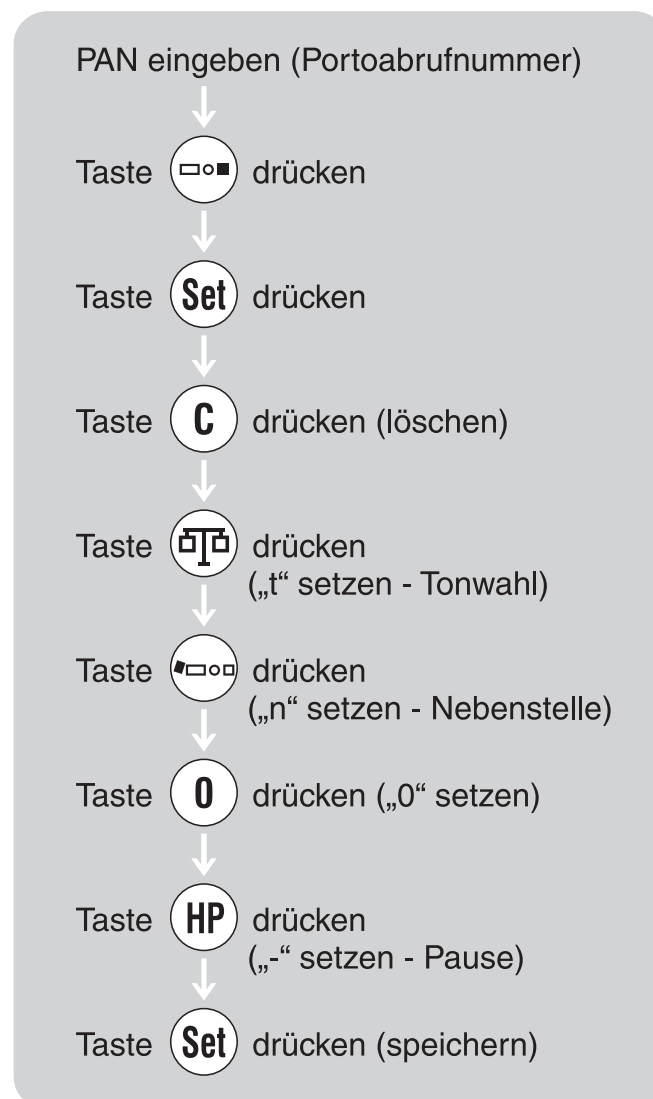 PAN eingeben (Portoabrufnummer)
Taste drücken
Taste Set drücken
Taste C drücken (löschen)
Taste drücken
(„t“ setzen - Tonwahl)
Taste drücken
(„n“ setzen - Nebenstelle)
Taste 0 drücken („0“ setzen)
Taste HP drücken
(„-“ setzen - Pause)
Taste Set drücken (speichern)